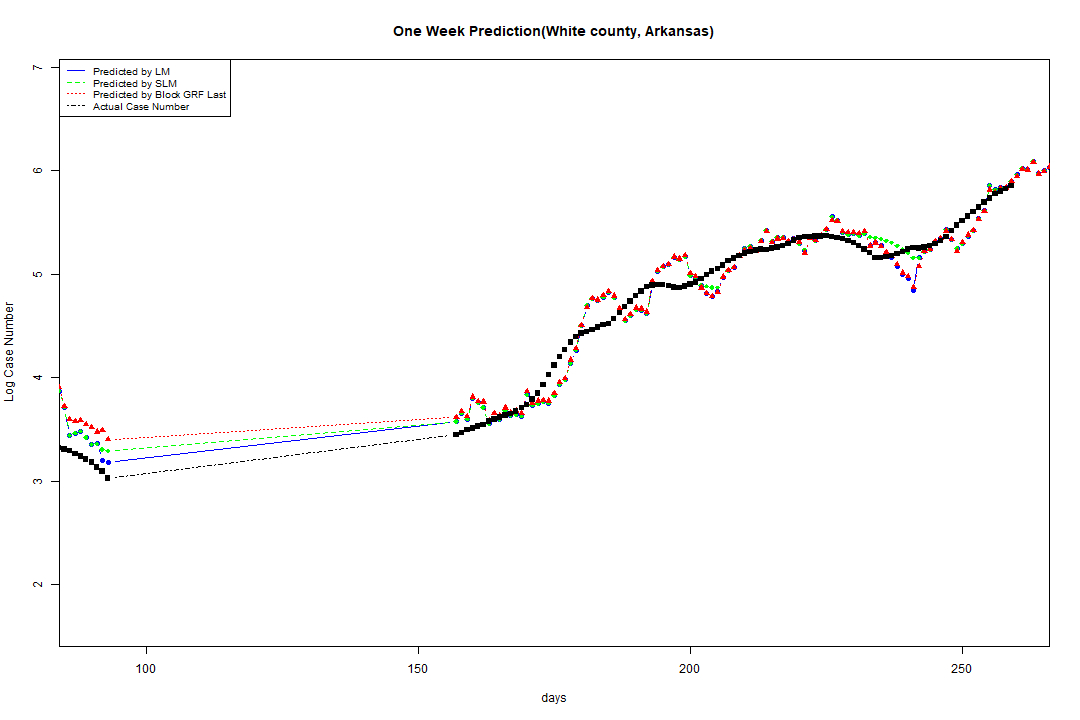 One Week Prediction(White county, Arkansas)
Predicted by LM
Predicted by SLM
Predicted by Block GRF Last
Actual Case Number
7
6
5
4
3
2
Log Case Number
100 150 200 250
days